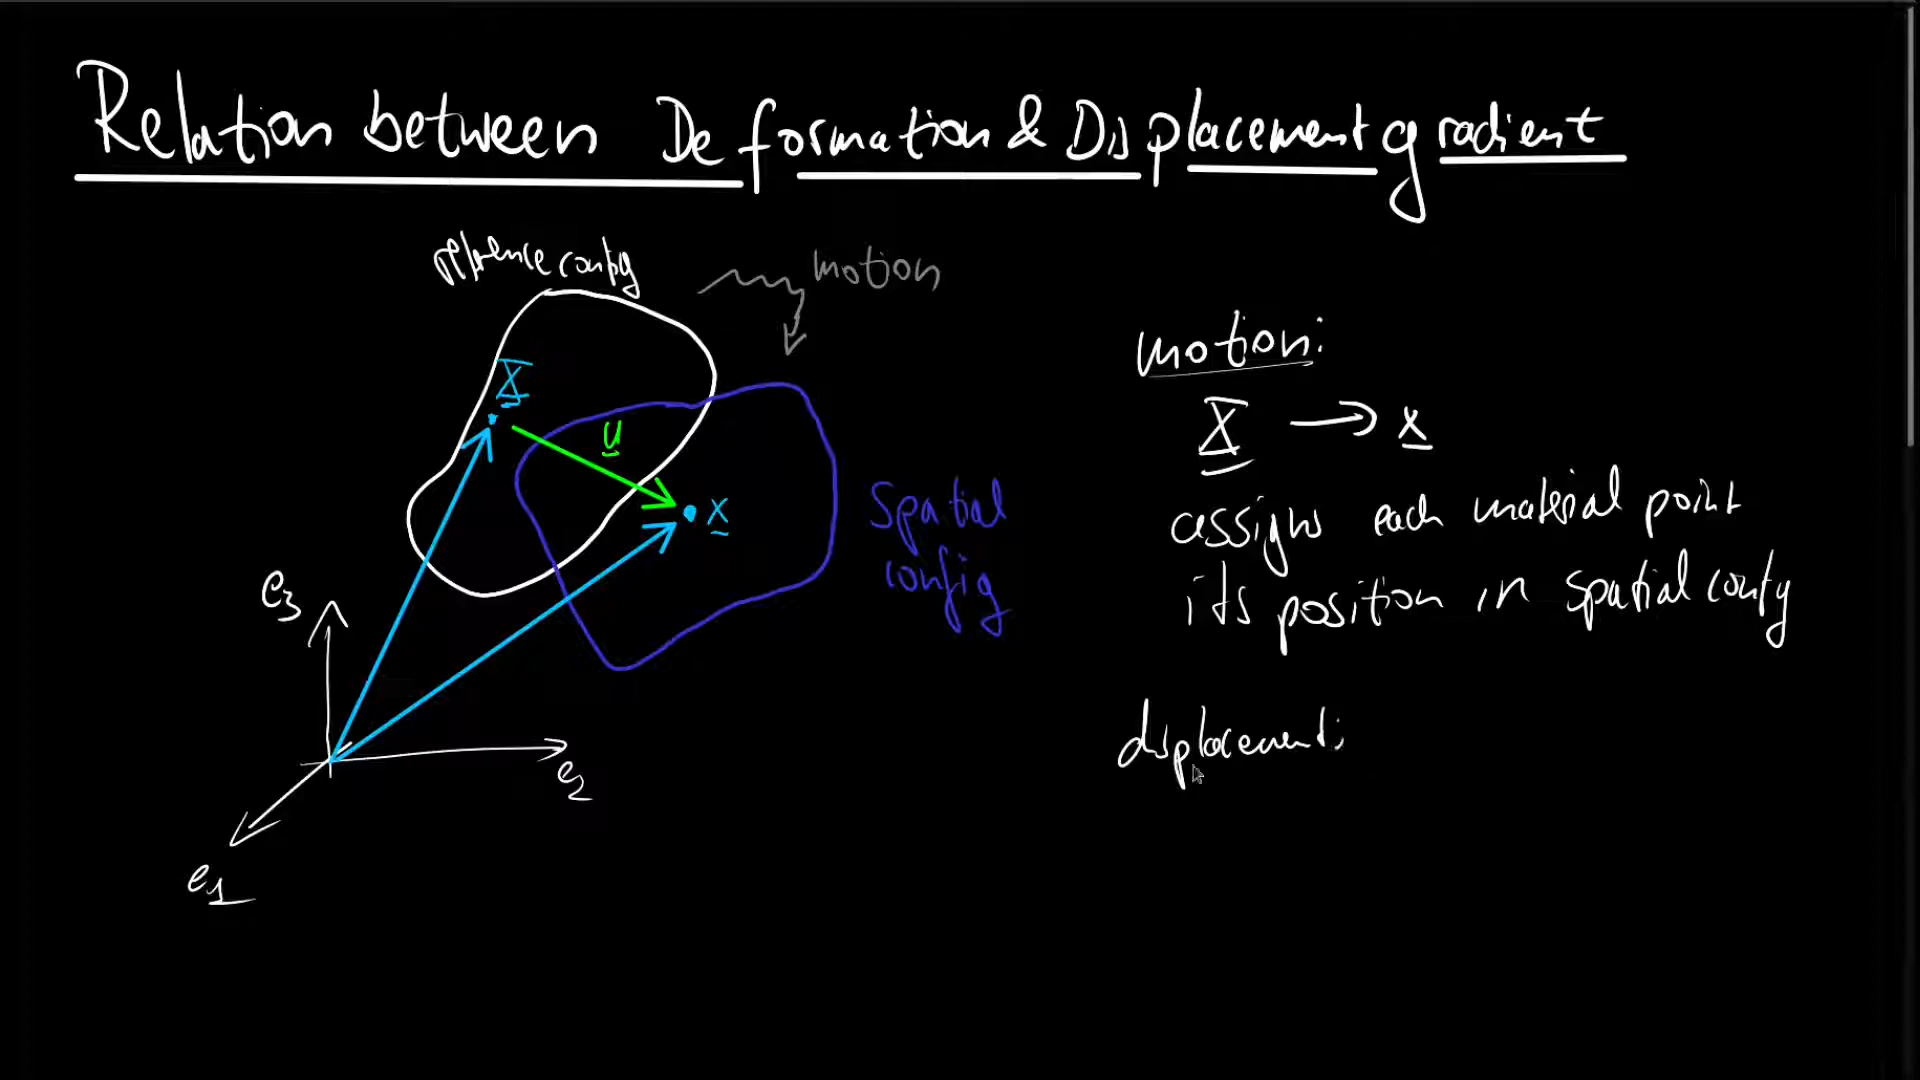 Relation between Deformation & Displacement gradient
reference config
motion
X
u
x
Spatial
config
e3
e2
e1
motion:
X → x
assigns each material point
its position in spatial config
displacement: